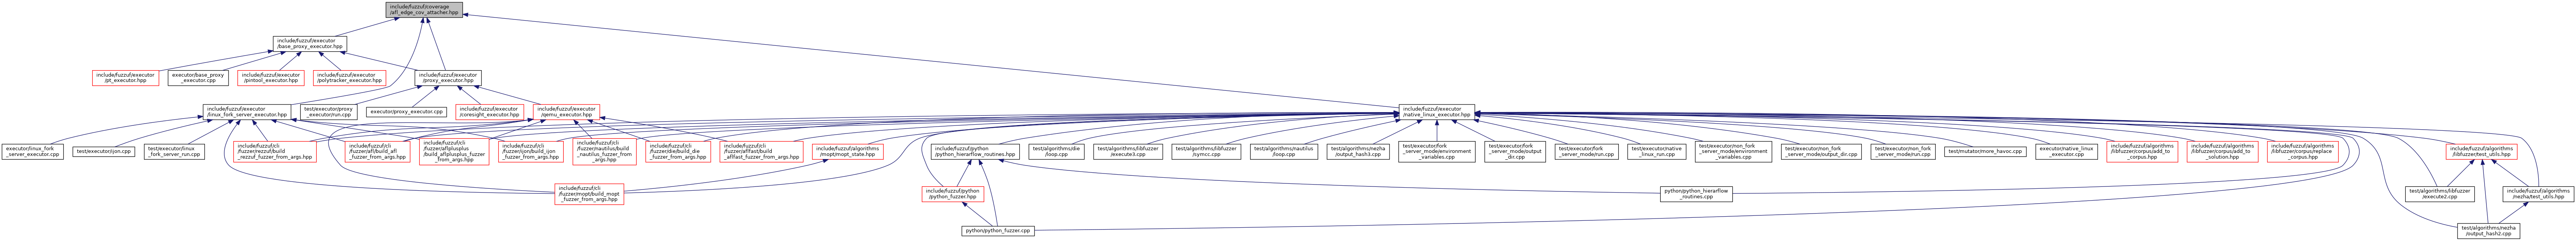 include/fuzzuf/coverage
/afl_edge_cov_attacher.hpp
include/fuzzuf/executor
/base_proxy_executor.hpp
include/fuzzuf/executor
/pt_executor.hpp
executor/base_proxy
_executor.cpp
include/fuzzuf/executor
/pintool_executor.hpp
include/fuzzuf/executor
/polytracker_executor.hpp
include/fuzzuf/executor
/proxy_executor.hpp
include/fuzzuf/executor
/linux_fork_server_executor.hpp
test/executor/proxy
_executor/run.cpp
executor/proxy_executor.cpp
include/fuzzuf/executor
/coresight_executor.hpp
include/fuzzuf/executor
/qemu_executor.hpp
include/fuzzuf/executor
/native_linux_executor.hpp
executor/linux_fork
_server_executor.cpp
test/executor/ijon.cpp
test/executor/linux
_fork_server_run.cpp
include/fuzzuf/cli
/fuzzer/rezzuf/build
_rezzuf_fuzzer_from_args.hpp
include/fuzzuf/cli
/fuzzer/afl/build_afl
_fuzzer_from_args.hpp
include/fuzzuf/cli
/fuzzer/aflplusplus
/build_aflplusplus_fuzzer
_from_args.hpp
include/fuzzuf/cli
/fuzzer/ijon/build_ijon
_fuzzer_from_args.hpp
include/fuzzuf/cli
/fuzzer/nautilus/build
_nautilus_fuzzer_from
_args.hpp
include/fuzzuf/cli
/fuzzer/die/build_die
_fuzzer_from_args.hpp
include/fuzzuf/cli
/fuzzer/aflfast/build
_aflfast_fuzzer_from_args.hpp
include/fuzzuf/algorithms
/mopt/mopt_state.hpp
include/fuzzuf/python
/python_hierarflow_routines.hpp
test/algorithms/die
/loop.cpp
test/algorithms/libfuzzer
/execute3.cpp
test/algorithms/libfuzzer
/symcc.cpp
test/algorithms/nautilus
/loop.cpp
test/algorithms/nezha
/output_hash3.cpp
test/executor/fork
_server_mode/environment
_variables.cpp
test/executor/fork
_server_mode/output
_dir.cpp
test/executor/fork
_server_mode/run.cpp
test/executor/native
_linux_run.cpp
test/executor/non_fork
_server_mode/environment
_variables.cpp
test/executor/non_fork
_server_mode/output_dir.cpp
test/executor/non_fork
_server_mode/run.cpp
test/mutator/more_havoc.cpp
executor/native_linux
_executor.cpp
include/fuzzuf/algorithms
/libfuzzer/corpus/add_to
_corpus.hpp
include/fuzzuf/algorithms
/libfuzzer/corpus/add_to
_solution.hpp
include/fuzzuf/algorithms
/libfuzzer/corpus/replace
_corpus.hpp
include/fuzzuf/algorithms
/libfuzzer/test_utils.hpp
include/fuzzuf/cli
/fuzzer/mopt/build_mopt
_fuzzer_from_args.hpp
include/fuzzuf/python
/python_fuzzer.hpp
python/python_hierarflow
_routines.cpp
test/algorithms/libfuzzer
/execute2.cpp
include/fuzzuf/algorithms
/nezha/test_utils.hpp
python/python_fuzzer.cpp
test/algorithms/nezha
/output_hash2.cpp